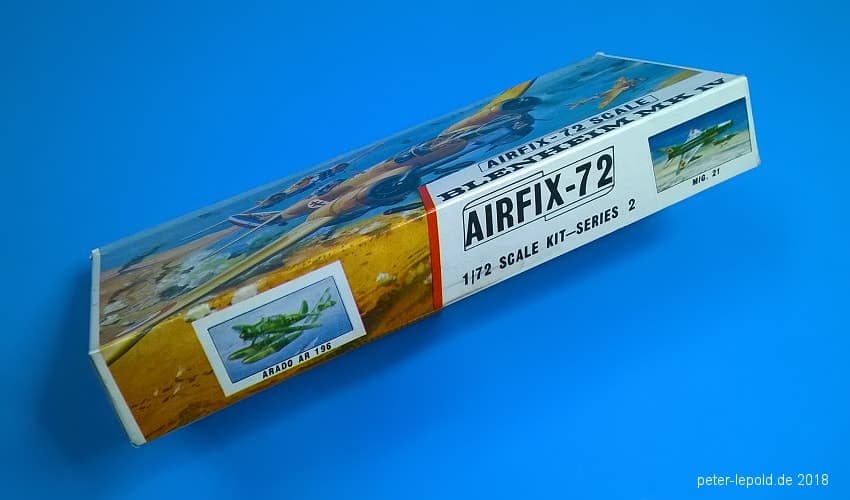 AIRFIX-72 SCALE
BLENHEIM MK IV
AIRFIX-72
1/72 SCALE KIT—SERIES 2
MIG. 21
ARADO AR 196
peter-lepold.de 2018